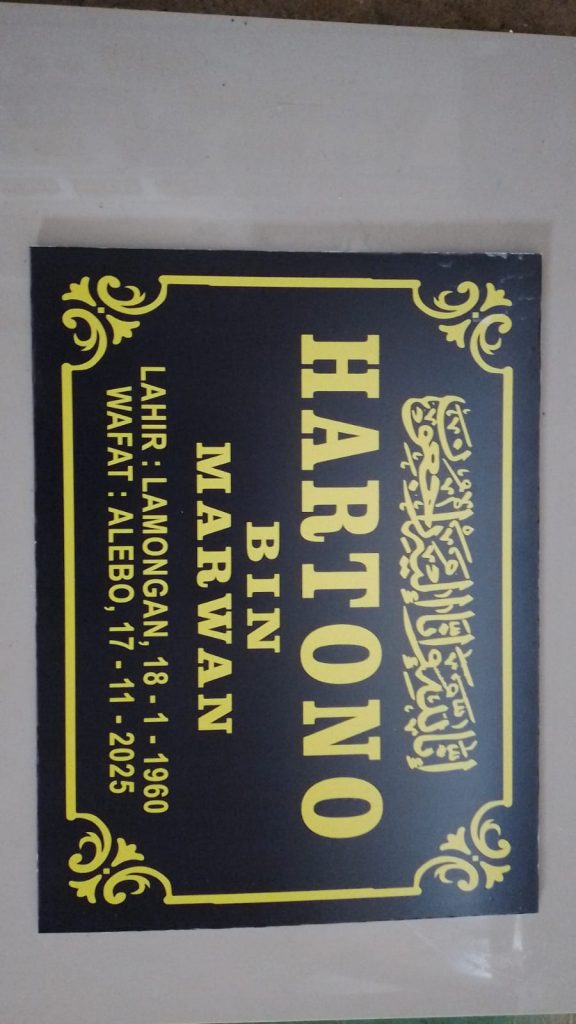 إنا لله وإنا إليه راجعون
HARTONO
BIN
MARWAN
LAHIR : LAMONGAN, 18 - 1 - 1960
WAFAT : ALEBO, 17 - 11 - 2025